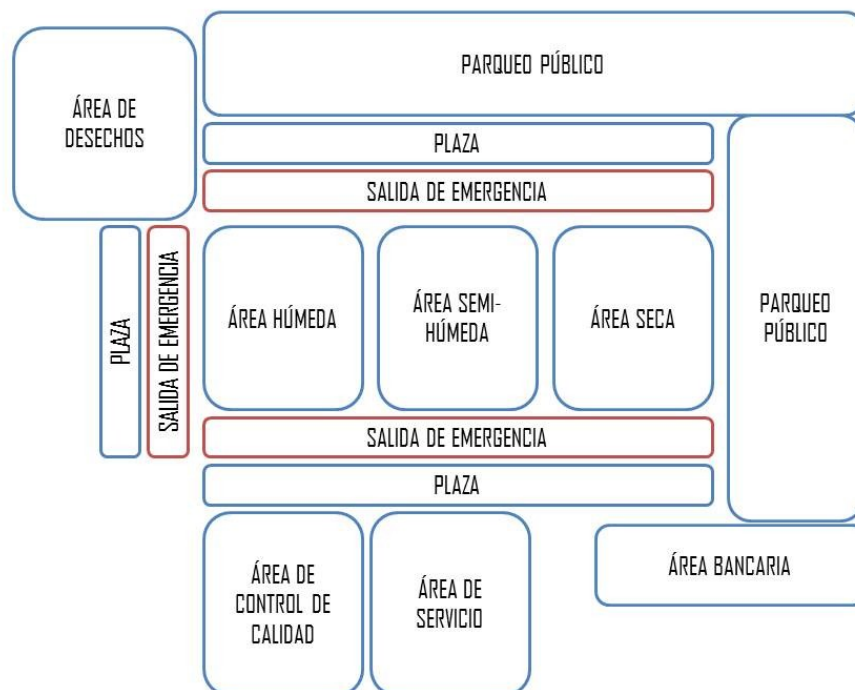 PARQUEO PÚBLICO
ÁREA DE
DESECHOS
PLAZA
SALIDA DE EMERGENCIA
PLAZA
SALIDA DE EMERGENCIA
ÁREA HÚMEDA
ÁREA SEMI-
HÚMEDA
ÁREA SECA
PARQUEO
PÚBLICO
SALIDA DE EMERGENCIA
PLAZA
ÁREA DE
CONTROL DE
CALIDAD
ÁREA DE
SERVICIO
ÁREA BANCARIA